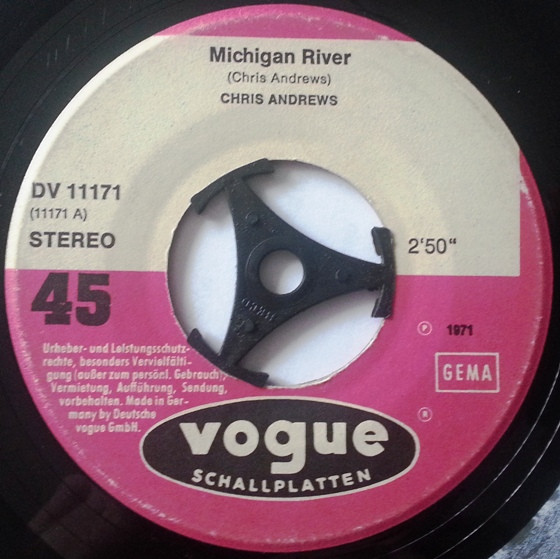 Michigan River
(Chris Andrews)
CHRIS ANDREWS
DV 11171
(11171 A)
STEREO
2'50"
45
Ⓟ 1971
GEMA
Urheber- und Leistungsschutz-
rechte, besonders Vervielfälti-
gung (außer zum persönl. Gebrauch)
Vermietung, Aufführung, Sendung,
vorbehalten. Made in Ger-
many by Deutsche
vogue GmbH.
®
vogue
SCHALLPLATTEN